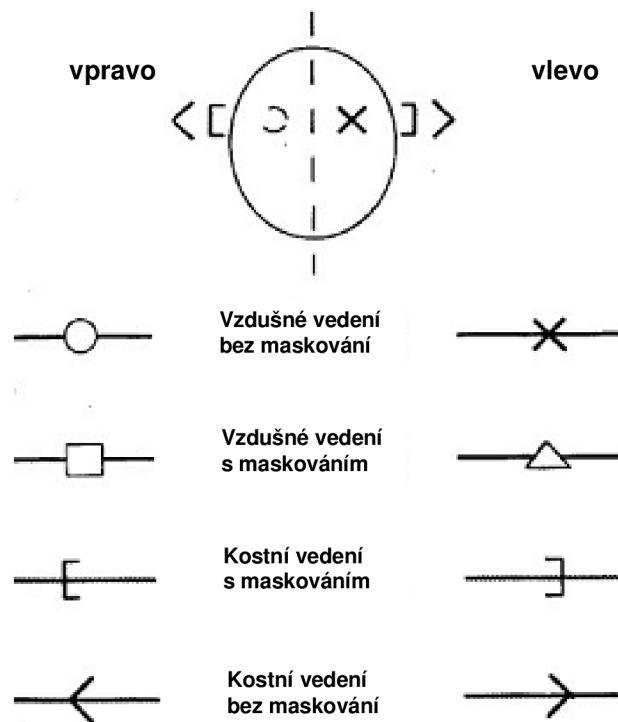 vpravo
vlevo
Vzdušné vedení
bez maskování
Vzdušné vedení
s maskováním
Kostní vedení
s maskováním
Kostní vedení
bez maskování